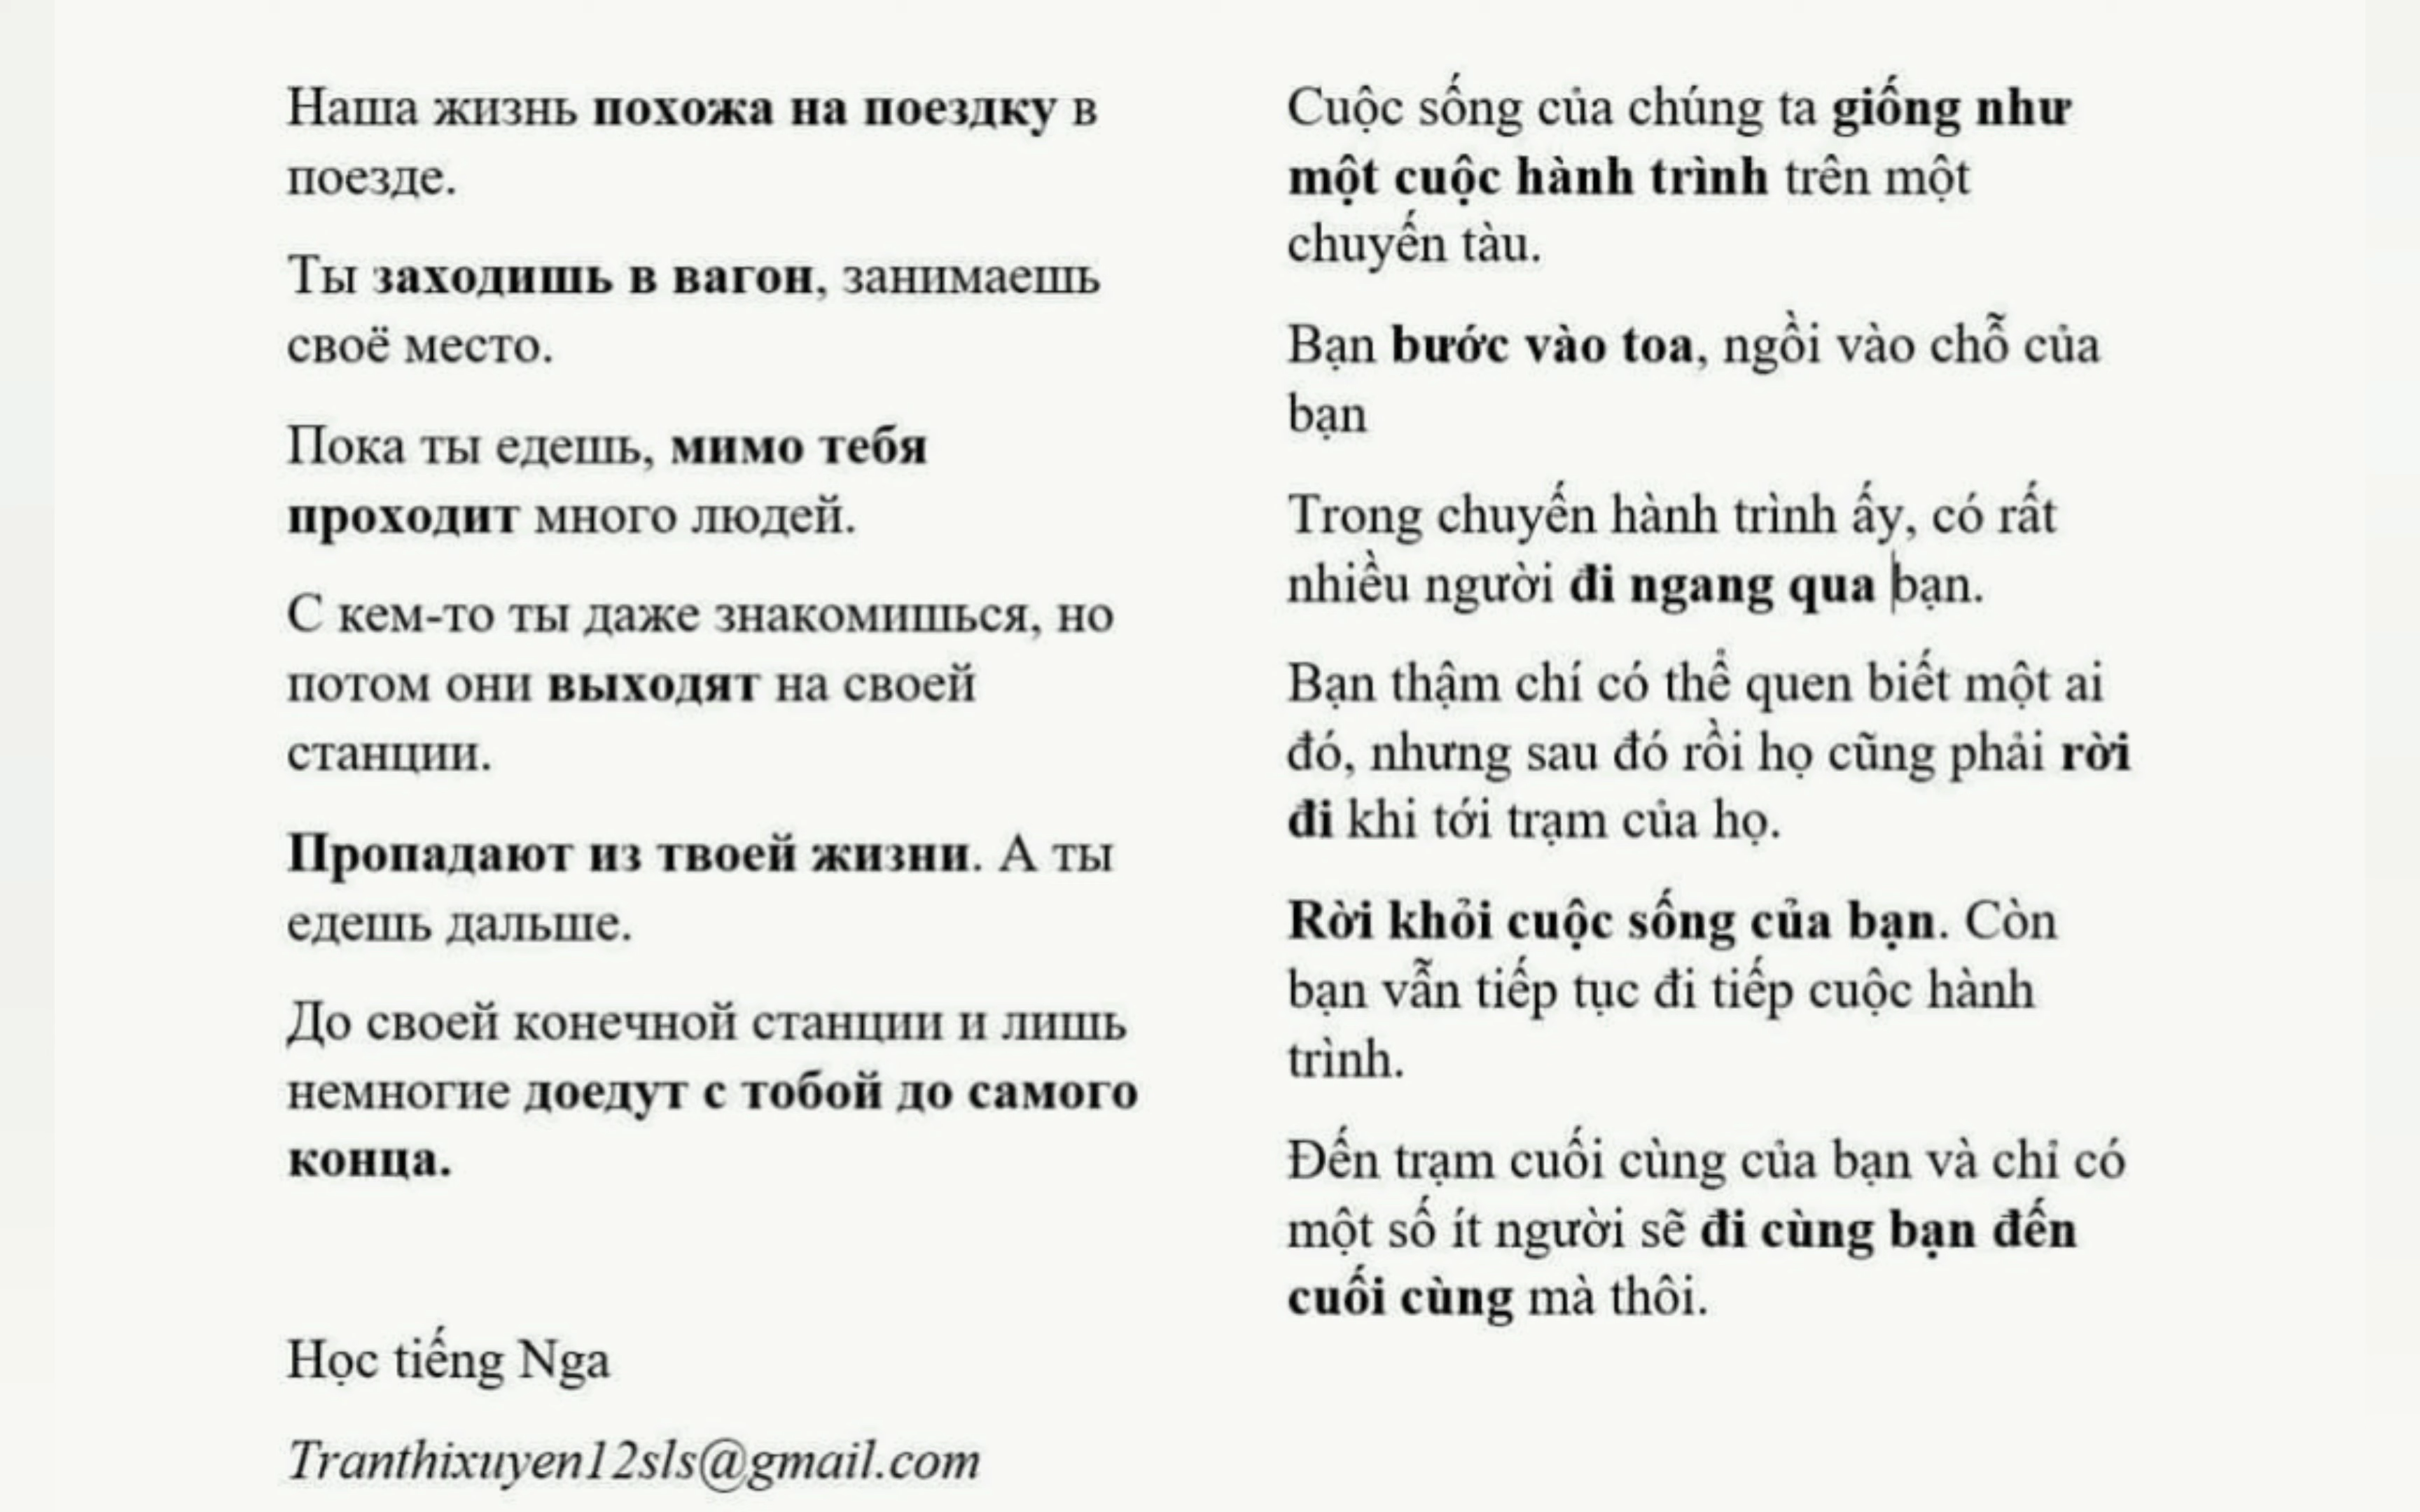 Наша жизнь похожа на поездку в
поезде.
Ты заходишь в вагон, занимаешь
своё место.
Пока ты едешь, мимо тебя
проходит много людей.
С кем-то ты даже знакомишься, но
потом они выходят на своей
станции.
Пропадают из твоей жизни. А ты
едешь дальше.
До своей конечной станции и лишь
немногие доедут с тобой до самого
конца.
Học tiếng Nga
Tranthixuyen12sls@gmail.com
Cuộc sống của chúng ta giống như
một cuộc hành trình trên một
chuyến tàu.
Bạn bước vào toa, ngồi vào chỗ của
bạn
Trong chuyến hành trình ấy, có rất
nhiều người đi ngang qua bạn.
Bạn thậm chí có thể quen biết một ai
đó, nhưng sau đó rồi họ cũng phải rời
đi khi tới trạm của họ.
Rời khỏi cuộc sống của bạn. Còn
bạn vẫn tiếp tục đi tiếp cuộc hành
trình.
Đến trạm cuối cùng của bạn và chỉ có
một số ít người sẽ đi cùng bạn đến
cuối cùng mà thôi.